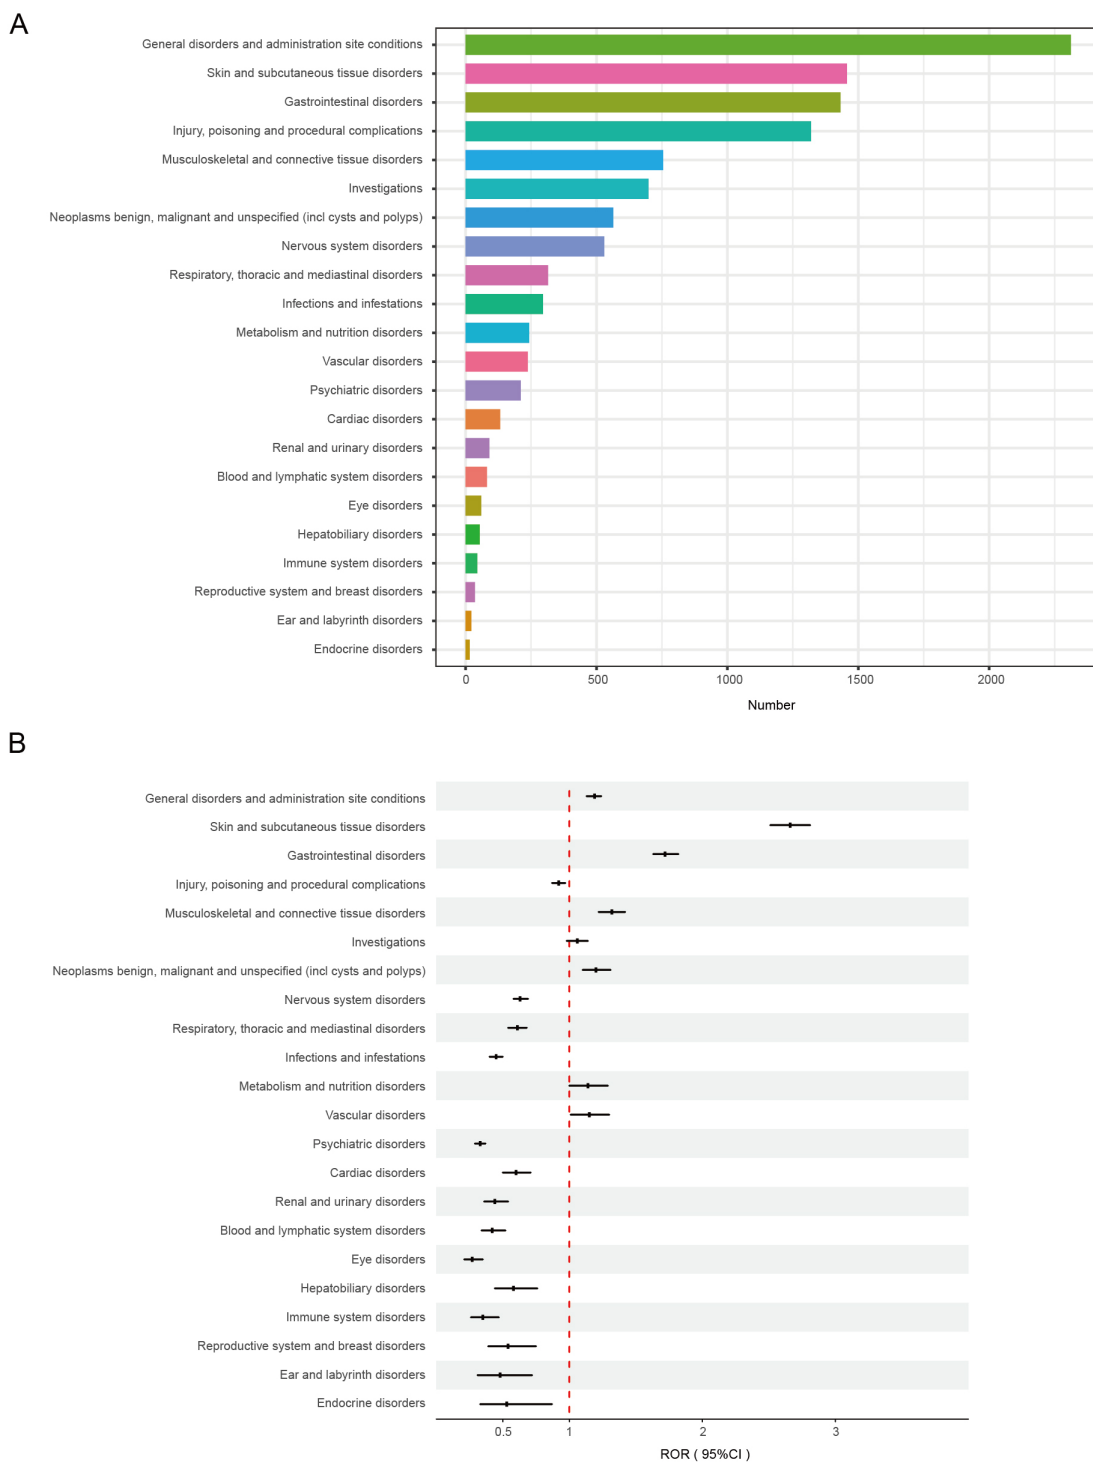 A
General disorders and administration site conditions
Skin and subcutaneous tissue disorders
Gastrointestinal disorders
Injury, poisoning and procedural complications
Musculoskeletal and connective tissue disorders
Investigations
Neoplasms benign, malignant and unspecified (incl cysts and polyps)
Nervous system disorders
Respiratory, thoracic and mediastinal disorders
Infections and infestations
Metabolism and nutrition disorders
Vascular disorders
Psychiatric disorders
Cardiac disorders
Renal and urinary disorders
Blood and lymphatic system disorders
Eye disorders
Hepatobiliary disorders
Immune system disorders
Reproductive system and breast disorders
Ear and labyrinth disorders
Endocrine disorders
0 500 1000 1500 2000
Number
B
General disorders and administration site conditions
Skin and subcutaneous tissue disorders
Gastrointestinal disorders
Injury, poisoning and procedural complications
Musculoskeletal and connective tissue disorders
Investigations
Neoplasms benign, malignant and unspecified (incl cysts and polyps)
Nervous system disorders
Respiratory, thoracic and mediastinal disorders
Infections and infestations
Metabolism and nutrition disorders
Vascular disorders
Psychiatric disorders
Cardiac disorders
Renal and urinary disorders
Blood and lymphatic system disorders
Eye disorders
Hepatobiliary disorders
Immune system disorders
Reproductive system and breast disorders
Ear and labyrinth disorders
Endocrine disorders
0.5 1 2 3
ROR ( 95%CI )